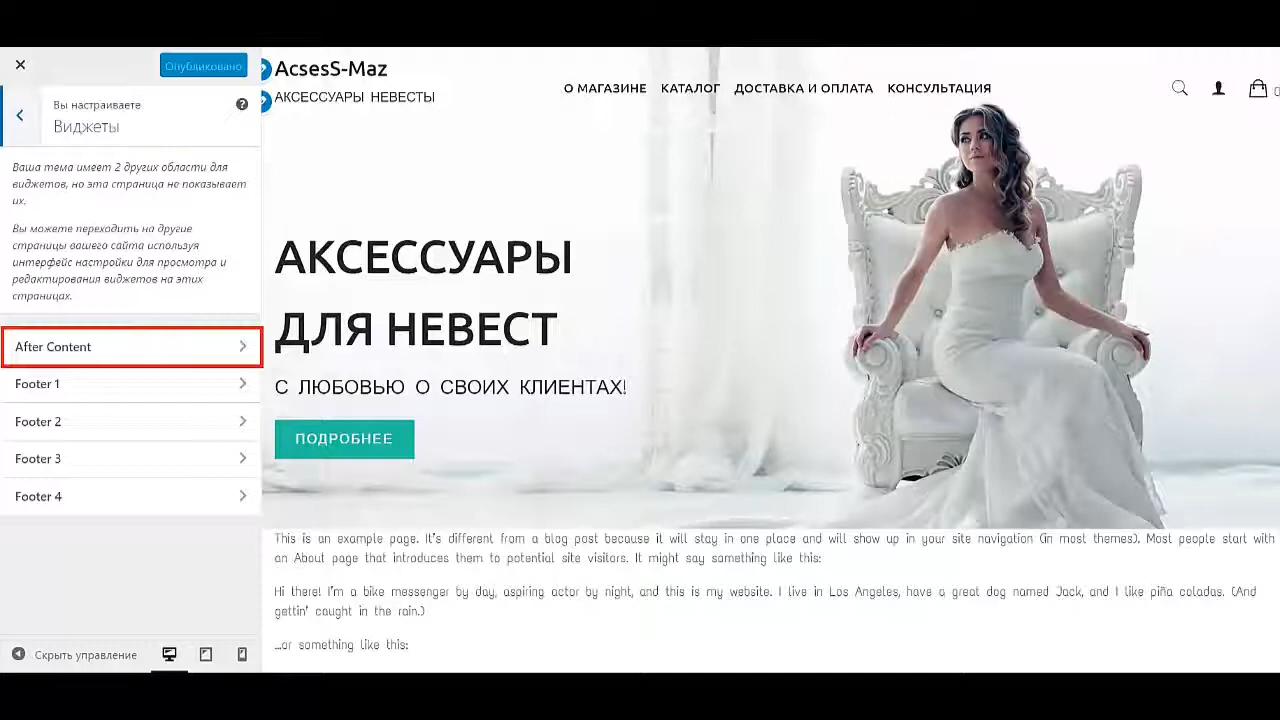 Опубликовано
Вы настраиваете
Виджеты
Ваша тема имеет 2 других области для
виджетов, но эта страница не показывает
их.
Вы можете переходить на другие
страницы вашего сайта используя
интерфейс настройки для просмотра и
редактирования виджетов на этих
страницах.
After Content
Footer 1
Footer 2
Footer 3
Footer 4
Скрыть управление
AcsesS-Maz
АКСЕССУАРЫ НЕВЕСТЫ
О МАГАЗИНЕ КАТАЛОГ ДОСТАВКА И ОПЛАТА КОНСУЛЬТАЦИЯ
0
АКСЕССУАРЫ
ДЛЯ НЕВЕСТ
С ЛЮБОВЬЮ О СВОИХ КЛИЕНТАХ!
ПОДРОБНЕЕ
This is an example page. It's different from a blog post because it will stay in one place and will show up in your site navigation (in most themes). Most people start with
an About page that introduces them to potential site visitors. It might say something like this:
Hi there! I'm a bike messenger by day, aspiring actor by night, and this is my website. I live in Los Angeles, have a great dog named Jack, and I like piña coladas. (And
gettin' caught in the rain.)
...or something like this: